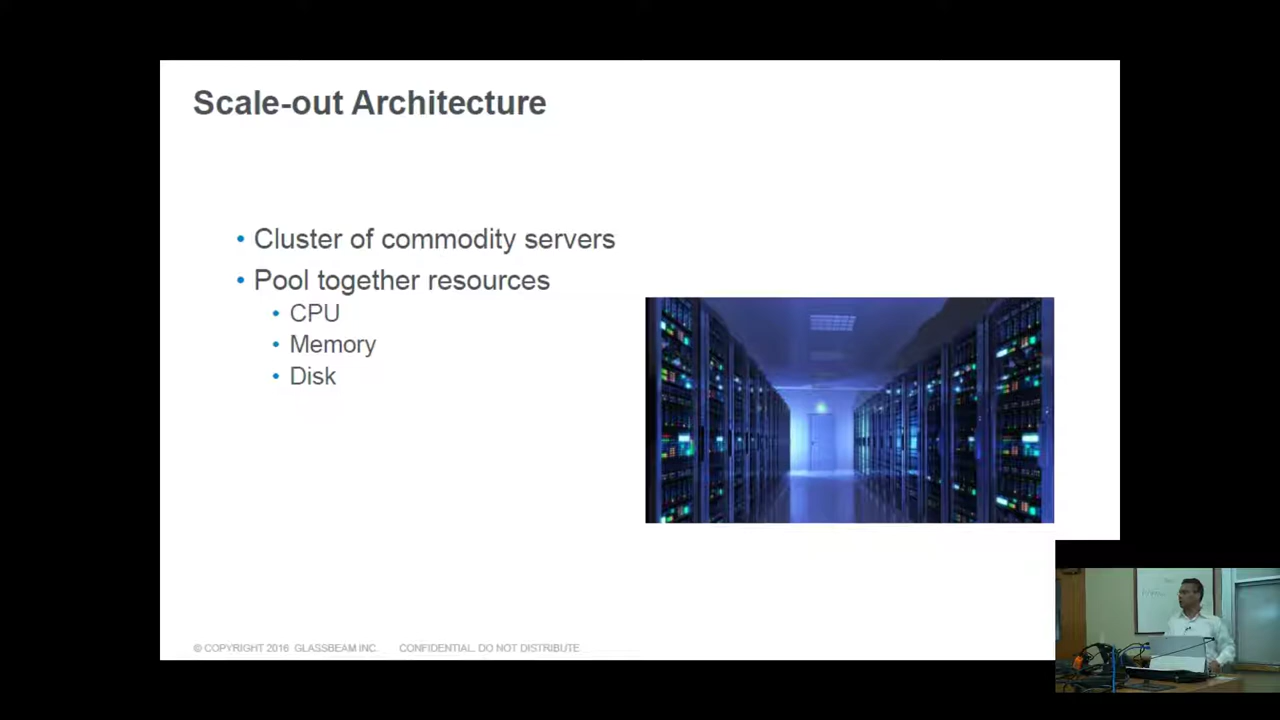 Scale-out Architecture
• Cluster of commodity servers
• Pool together resources
• CPU
• Memory
• Disk
© COPYRIGHT 2016 GLASSBEAM INC. CONFIDENTIAL. DO NOT DISTRIBUTE